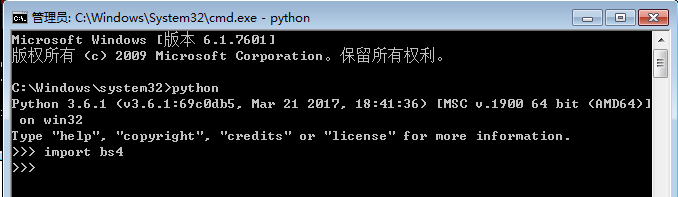 管理员: C:\Windows\System32\cmd.exe - python
Microsoft Windows [版本 6.1.7601]
版权所有 (c) 2009 Microsoft Corporation。保留所有权利。
C:\Windows\system32>python
Python 3.6.1 (v3.6.1:69c0db5, Mar 21 2017, 18:41:36) [MSC v.1900 64 bit (AMD64)]
on win32
Type "help", "copyright", "credits" or "license" for more information.
>>> import bs4
>>>